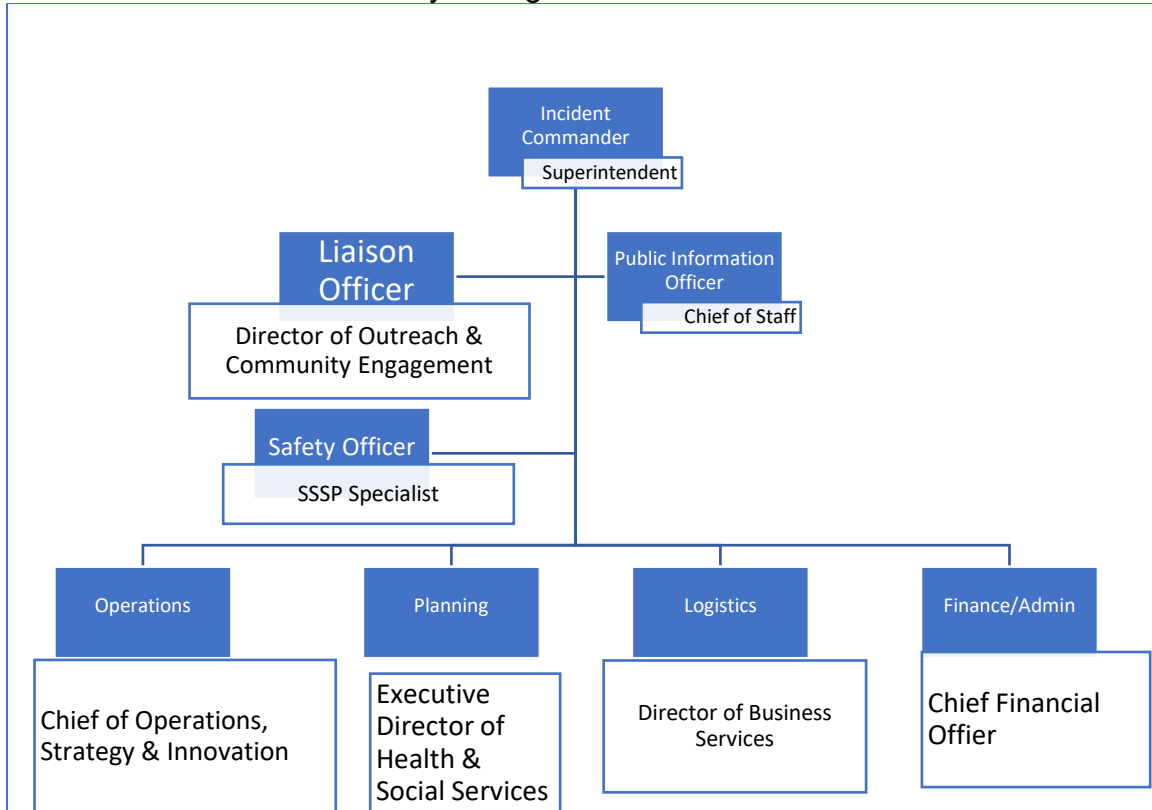 Incident
Commander
Superintendent
Liaison
Officer
Director of Outreach &
Community Engagement
Public Information
Officer
Chief of Staff
Safety Officer
SSSP Specialist
Operations
Chief of Operations,
Strategy & Innovation
Planning
Executive
Director of
Health &
Social Services
Logistics
Director of Business
Services
Finance/Admin
Chief Financial
Offier